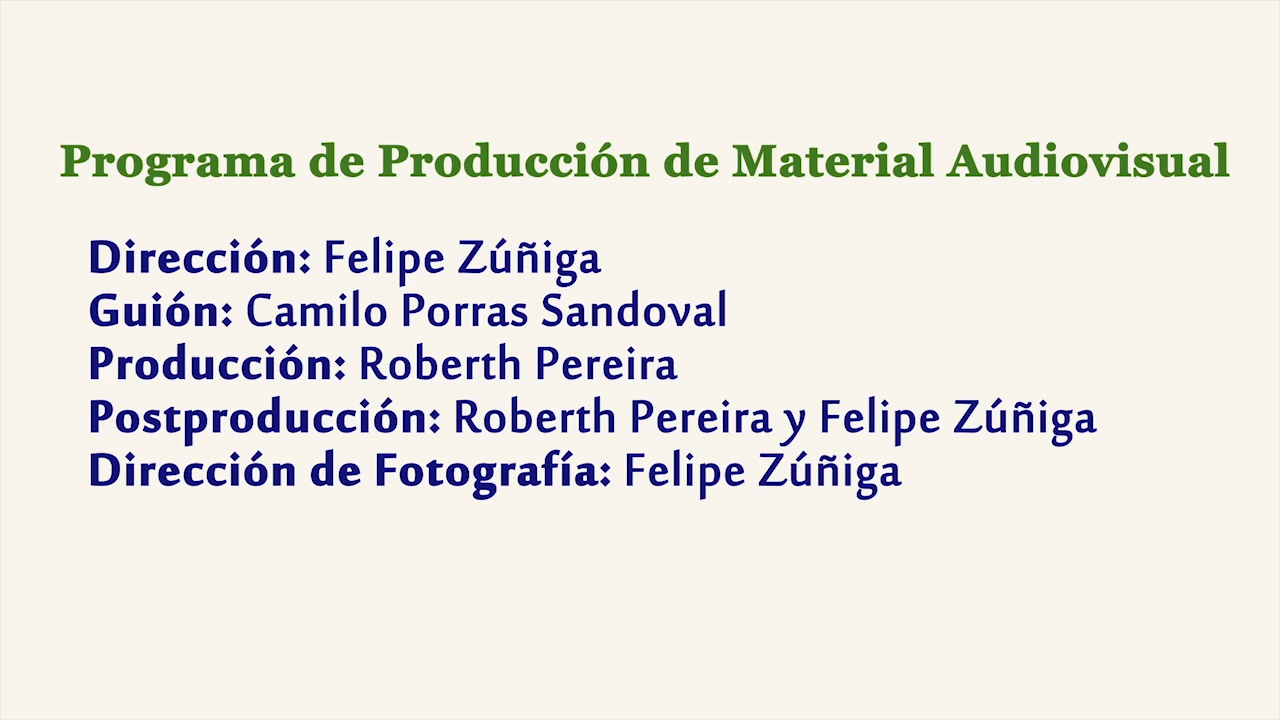 Programa de Producción de Material Audiovisual
Dirección: Felipe Zúñiga
Guión: Camilo Porras Sandoval
Producción: Roberth Pereira
Postproducción: Roberth Pereira y Felipe Zúñiga
Dirección de Fotografía: Felipe Zúñiga